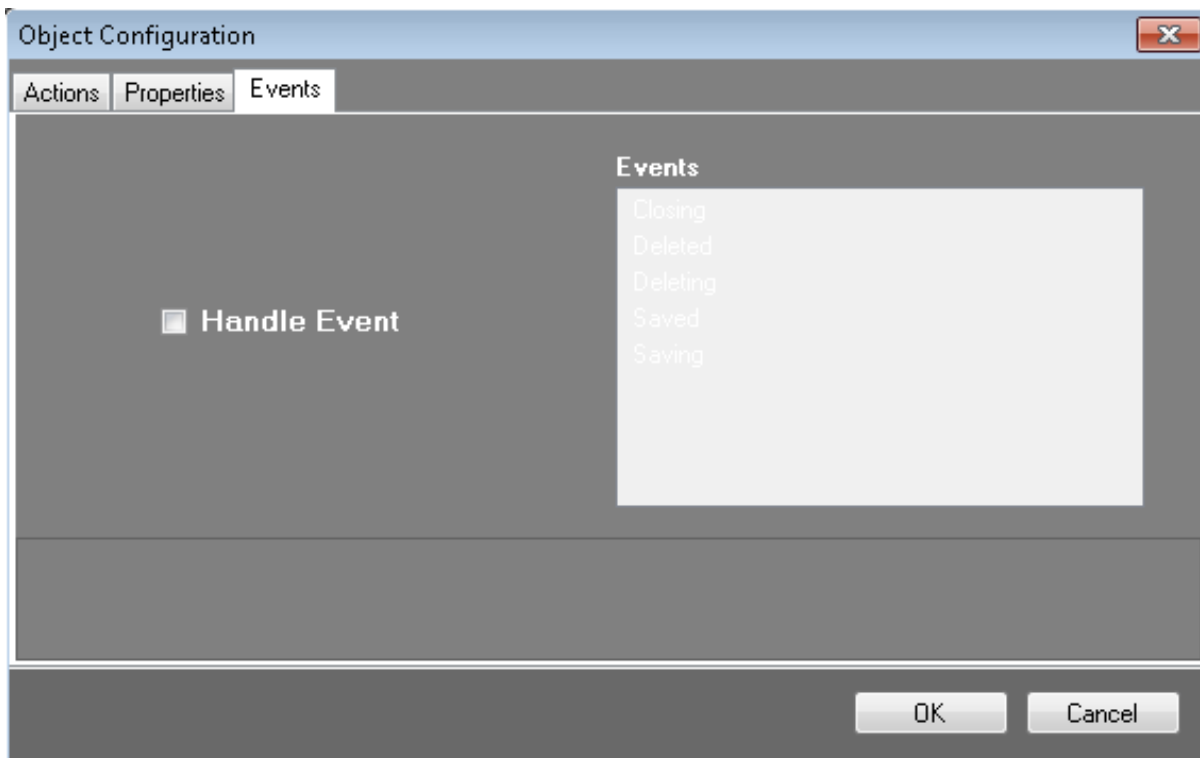 Object Configuration
Actions Properties Events
Events
Closing
Deleted
Deleting
Saved
Saving
Handle Event
OK Cancel